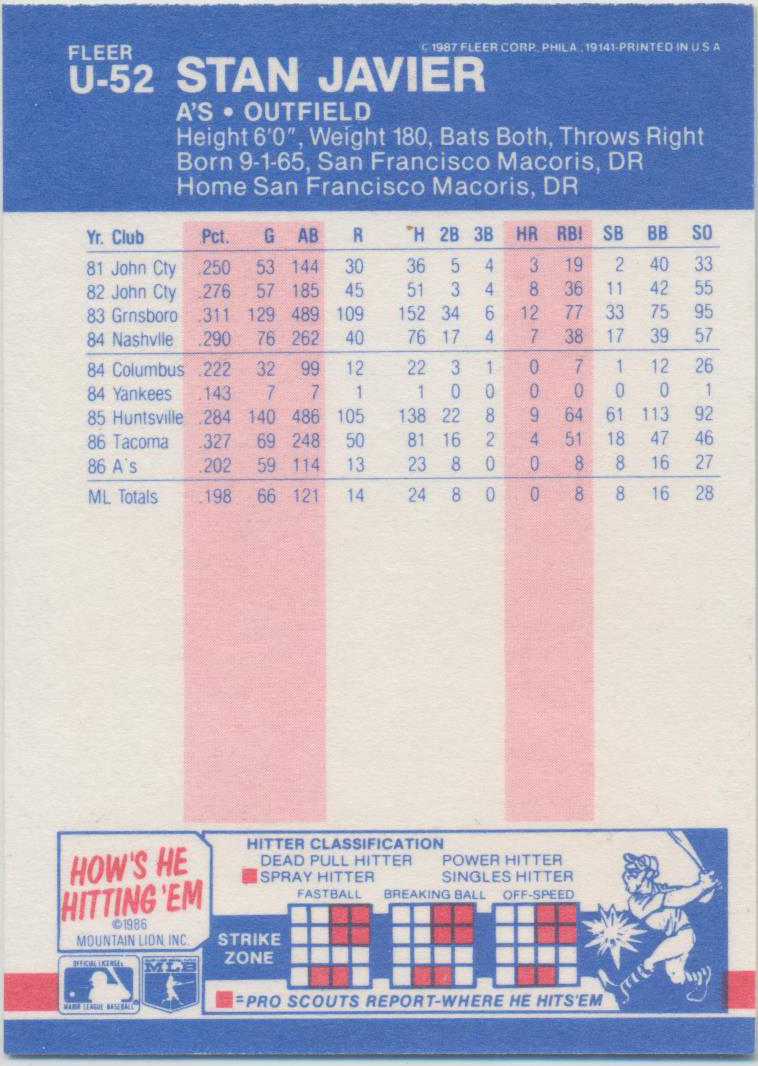 FLEER
© 1987 FLEER CORP., PHILA., 19141-PRINTED IN U S A
U-52 STAN JAVIER
A'S • OUTFIELD
Height 6'0", Weight 180, Bats Both, Throws Right
Born 9-1-65, San Francisco Macoris, DR
Home San Francisco Macoris, DR
Yr. Club Pct. G AB R H 2B 3B HR RBI SB BB SO
81 John Cty .250 53 144 30 36 5 4 3 19 2 40 33
82 John Cty .276 57 185 45 51 3 4 8 36 11 42 55
83 Grnsboro .311 129 489 109 152 34 6 12 77 33 75 95
84 Nashvlle .290 76 262 40 76 17 4 7 38 17 39 57
84 Columbus .222 32 99 12 22 3 1 0 7 1 12 26
84 Yankees .143 7 7 1 1 0 0 0 0 0 0 1
85 Huntsville .284 140 486 105 138 22 8 9 64 61 113 92
86 Tacoma .327 69 248 50 81 16 2 4 51 18 47 46
86 A's .202 59 114 13 23 8 0 0 8 8 16 27
ML Totals .198 66 121 14 24 8 0 0 8 8 16 28
HOW'S HE
HITTING 'EM
©1986
MOUNTAIN LION, INC.
HITTER CLASSIFICATION
DEAD PULL HITTER POWER HITTER
SPRAY HITTER SINGLES HITTER
FASTBALL BREAKING BALL OFF-SPEED
STRIKE
ZONE
=PRO SCOUTS REPORT-WHERE HE HITS'EM
OFFICIAL LICENSEE
MAJOR LEAGUE BASEBALL
MLB